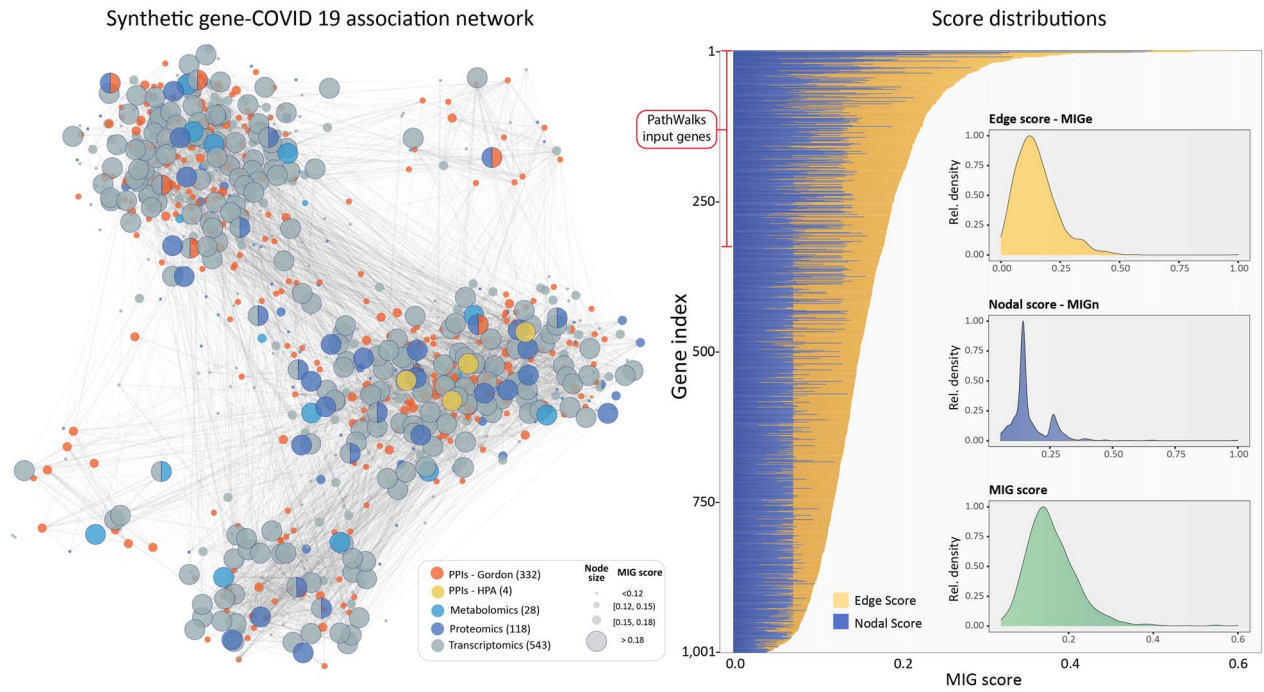 Synthetic gene-COVID 19 association network
PPIs - Gordon (332)
PPIs - HPA (4)
Metabolomics (28)
Proteomics (118)
Transcriptomics (543)
Node
size
MIG score
<0.12
[0.12, 0.15)
[0.15, 0.18)
> 0.18
Score distributions
1
250
500
750
1,001
Gene index
PathWalks
input genes
0.0
0.2
0.4
0.6
MIG score
Edge Score
Nodal Score
Edge score - MIGe
Rel. density
1.00
0.75
0.50
0.25
0.00
0.00
0.25
0.50
0.75
1.00
Nodal score - MIGn
Rel. density
1.00
0.75
0.50
0.25
0.00
0.25
0.50
0.75
1.00
MIG score
Rel. density
1.00
0.75
0.50
0.25
0.00
0.2
0.4
0.6